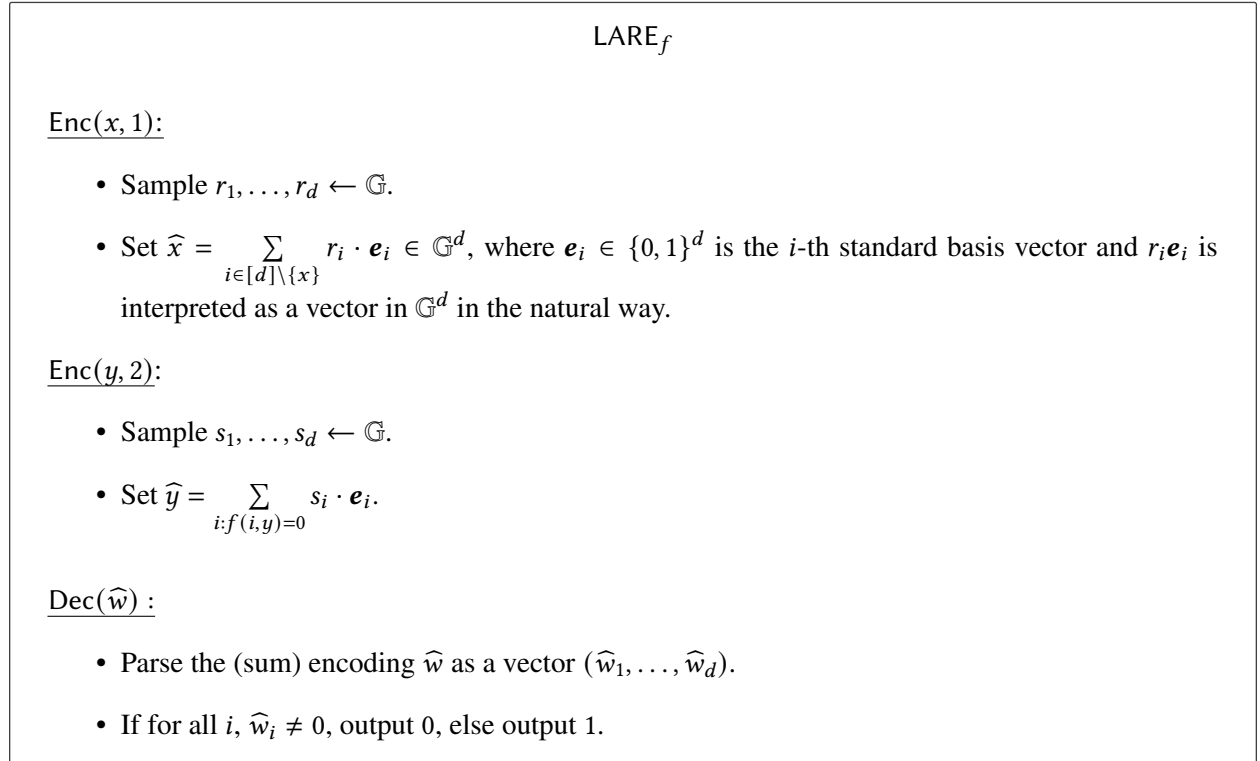 LARE_f
Enc(x, 1):
• Sample r_1, . . . , r_d ← 𝔾.
• Set x̂ = ∑_{i∈[d]\{x}} r_i · 𝒆_i ∈ 𝔾^d, where 𝒆_i ∈ {0, 1}^d is the i-th standard basis vector and r_i𝒆_i is
interpreted as a vector in 𝔾^d in the natural way.
Enc(y, 2):
• Sample s_1, . . . , s_d ← 𝔾.
• Set ŷ = ∑_{i:f(i,y)=0} s_i · 𝒆_i.
Dec(ŵ) :
• Parse the (sum) encoding ŵ as a vector (ŵ_1, . . . , ŵ_d).
• If for all i, ŵ_i ≠ 0, output 0, else output 1.